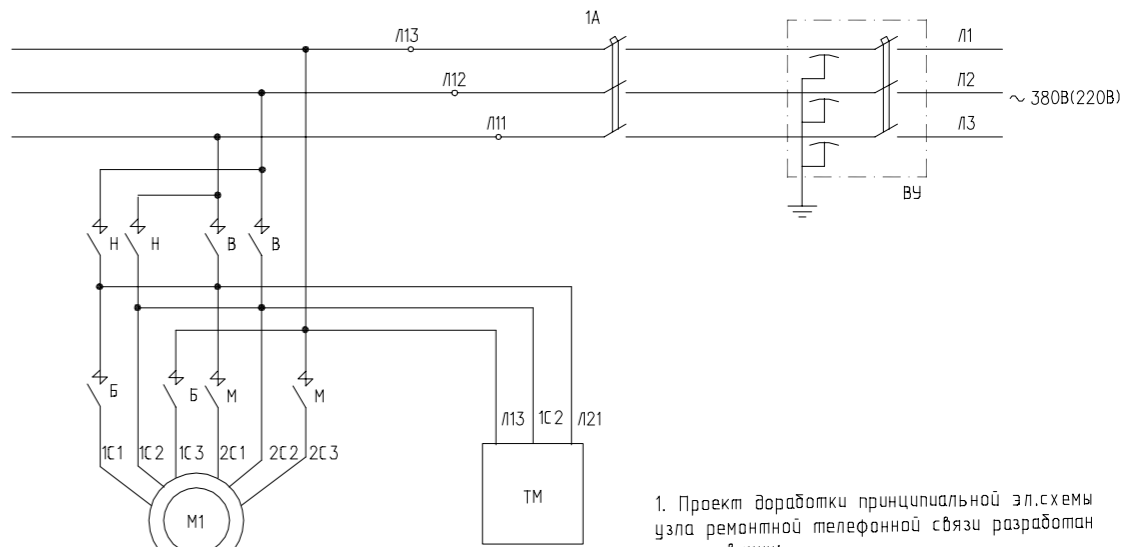 1А
Л13
Л1
Л12
Л2
~ 380В(220В)
Л11
Л3
ВУ
Н Н В В
Б Б М М
Л13 1С2 Л21
1С1 1С2 1С3 2С1 2С2 2С3
М1
ТМ
1. Проект доработки принципиальной эл.схемы
узла ремонтной телефонной связи разработан